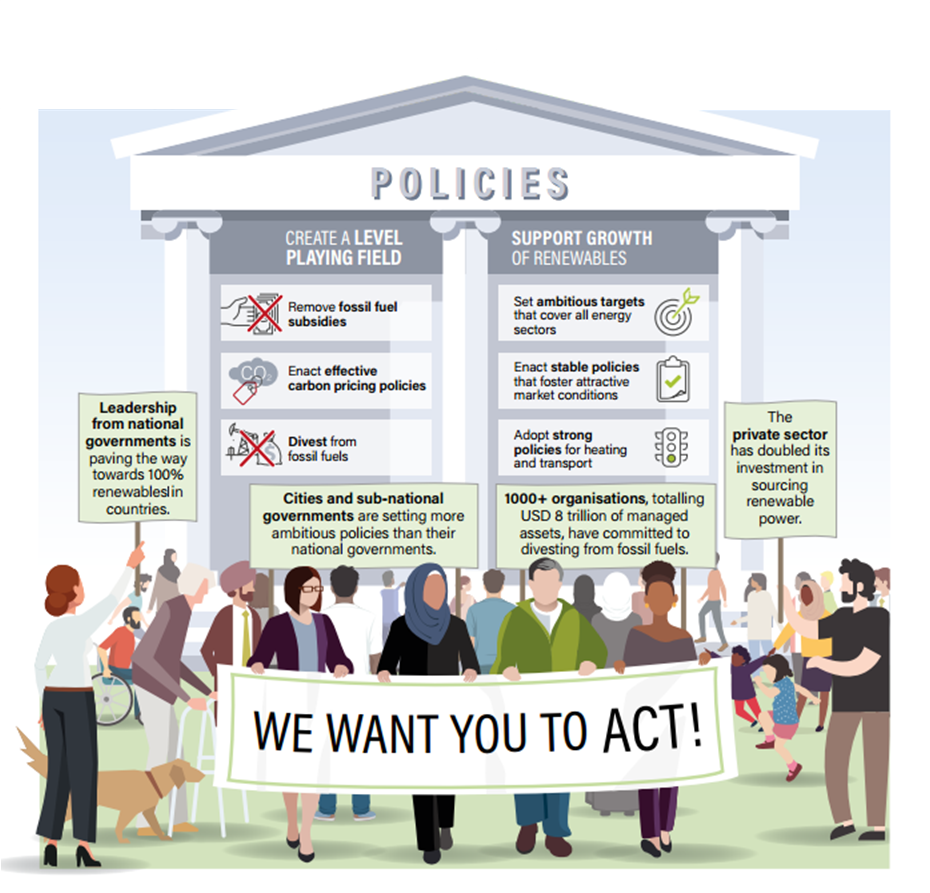 POLICIES
CREATE A LEVEL
PLAYING FIELD
Remove fossil fuel
subsidies
CO₂
Enact effective
carbon pricing policies
$
Divest from
fossil fuels
SUPPORT GROWTH
OF RENEWABLES
Set ambitious targets
that cover all energy
sectors
Enact stable policies
that foster attractive
market conditions
Adopt strong
policies for heating
and transport
Leadership
from national
governments is
paving the way
towards 100%
renewableslin
countries.
Cities and sub-national
governments are setting more
ambitious policies than their
national governments.
1000+ organisations, totalling
USD 8 trillion of managed
assets, have committed to
divesting from fossil fuels.
The
private sector
has doubled its
investment in
sourcing
renewable
power.
WE WANT YOU TO ACT!